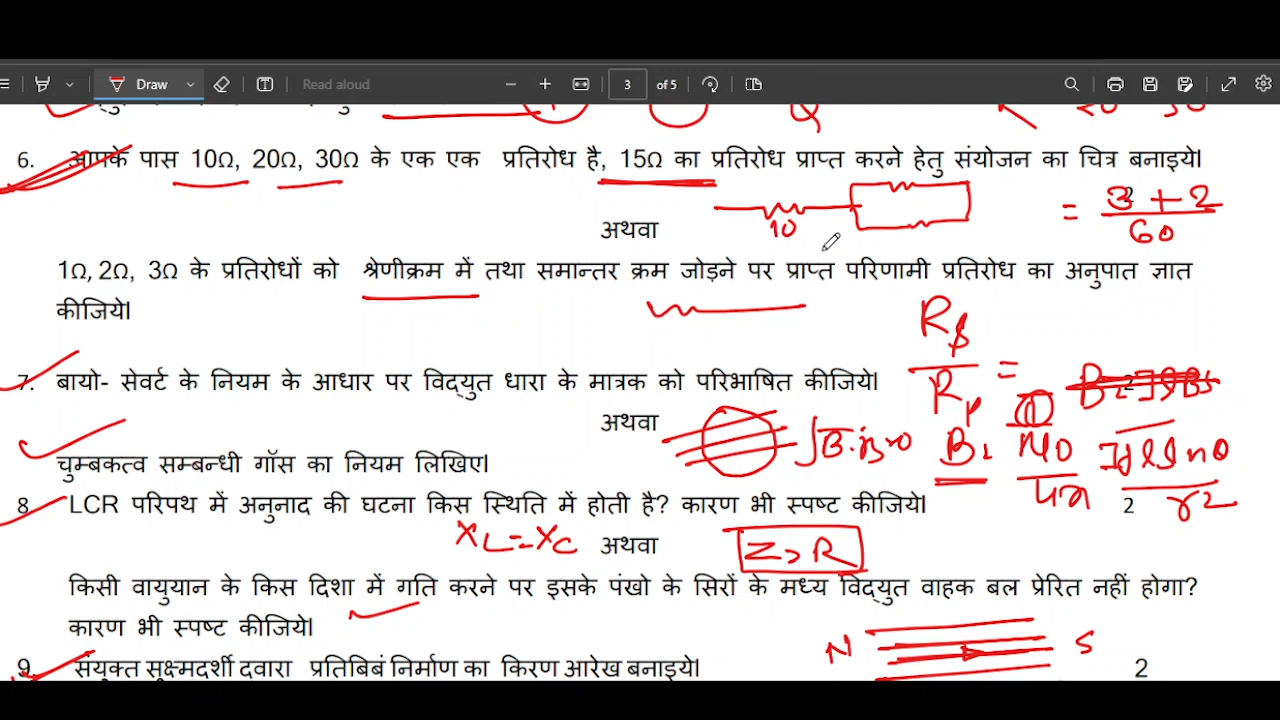 Draw
Read aloud
3 of 5
6. आपके पास 10Ω, 20Ω, 30Ω के एक एक प्रतिरोध है, 15Ω का प्रतिरोध प्राप्त करने हेतु संयोजन का चित्र बनाइये।
10
= 3 + 2
60
अथवा
1Ω, 2Ω, 3Ω के प्रतिरोधों को श्रेणीक्रम में तथा समान्तर क्रम जोड़ने पर प्राप्त परिणामी प्रतिरोध का अनुपात ज्ञात
कीजिये।
7. बायो- सेवर्ट के नियम के आधार पर विद्युत धारा के मात्रक को परिभाषित कीजिये।
अथवा
चुम्बकत्व सम्बन्धी गॉस का नियम लिखिए।
8 LCR परिपथ में अनुनाद की घटना किस स्थिति में होती है? कारण भी स्पष्ट कीजिये। 2
XL=XC
अथवा
किसी वायुयान के किस दिशा में गति करने पर इसके पंखो के सिरों के मध्य विद्युत वाहक बल प्रेरित नहीं होगा?
कारण भी स्पष्ट कीजिये।
N S
9. संयुक्त सूक्ष्मदर्शी दवारा प्रतिबिबं निर्माण का किरण आरेख बनाइये। 2